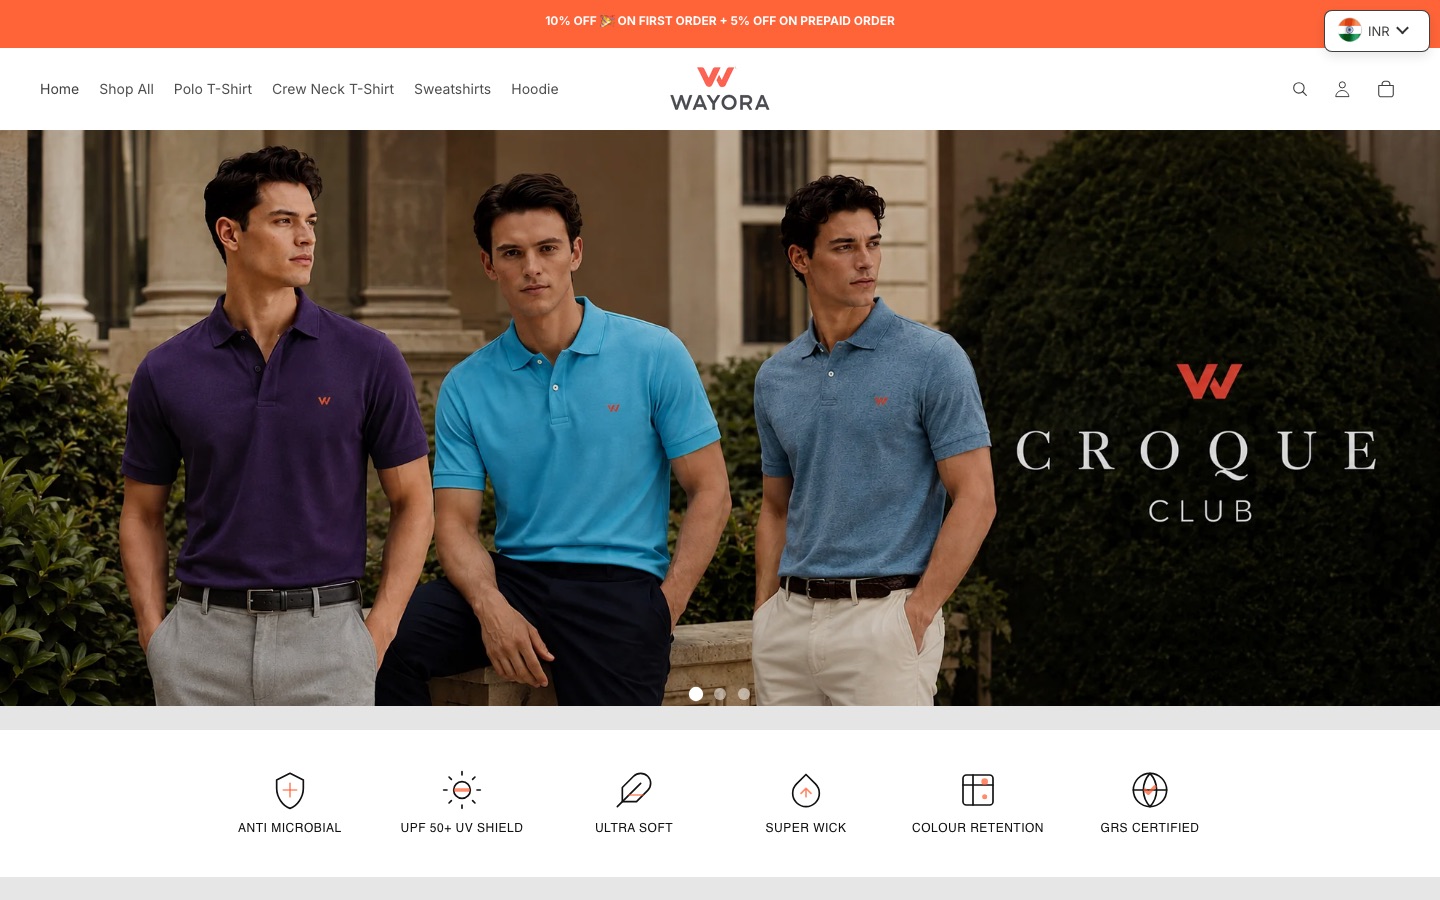 10% OFF 🎉 ON FIRST ORDER + 5% OFF ON PREPAID ORDER
INR
Home
Shop All
Polo T-Shirt
Crew Neck T-Shirt
Sweatshirts
Hoodie
WAYORA
CROQUE
CLUB
ANTI MICROBIAL
UPF 50+ UV SHIELD
ULTRA SOFT
SUPER WICK
COLOUR RETENTION
GRS CERTIFIED